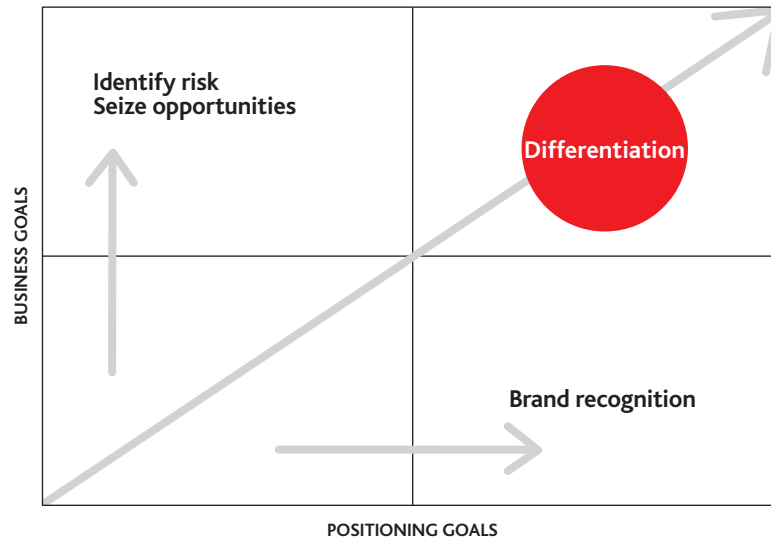 Identify risk
Seize opportunities
Differentiation
BUSINESS GOALS
Brand recognition
POSITIONING GOALS